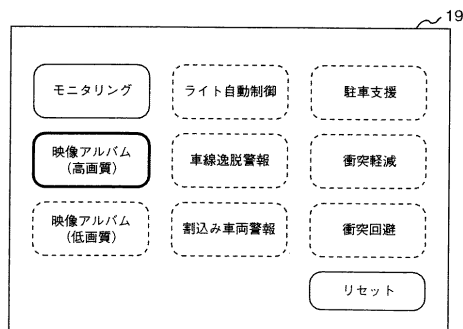 19
モニタリング
ライト自動制御
駐車支援
映像アルバム
(高画質)
車線逸脱警報
衝突軽減
映像アルバム
(低画質)
割込み車両警報
衝突回避
リセット